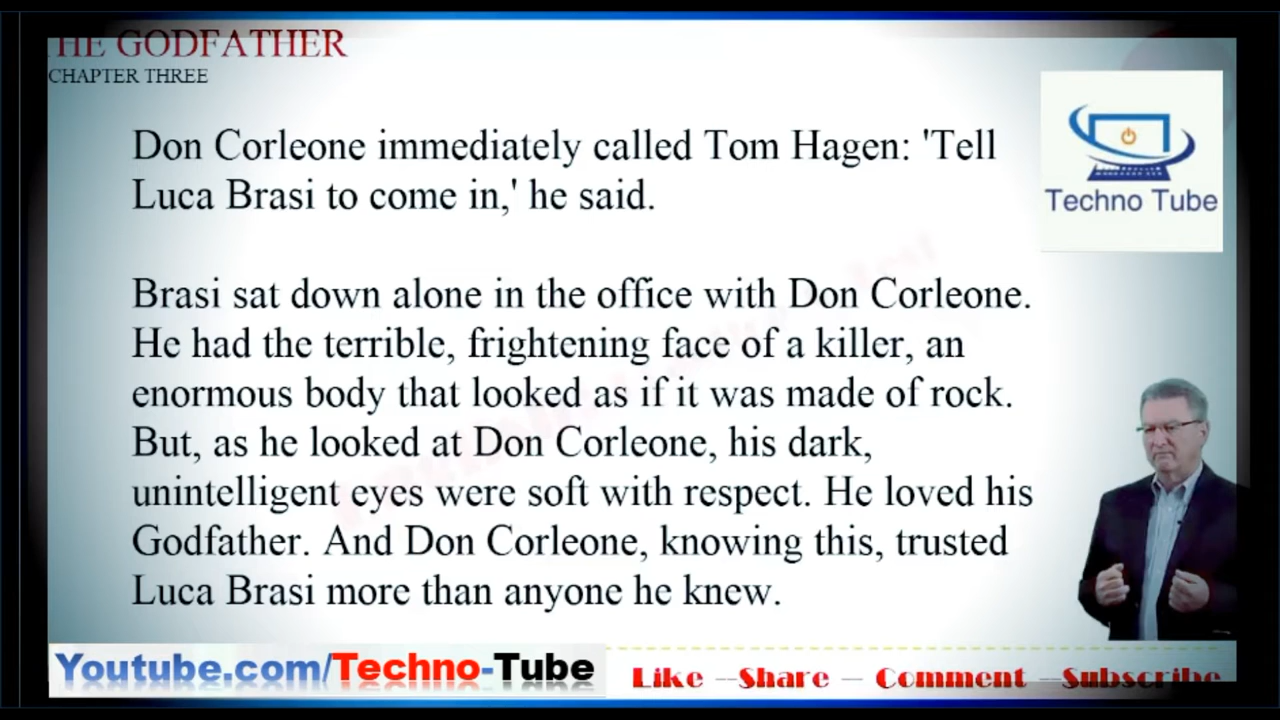 THE GODFATHER
CHAPTER THREE
Don Corleone immediately called Tom Hagen: 'Tell
Luca Brasi to come in,' he said.
Brasi sat down alone in the office with Don Corleone.
He had the terrible, frightening face of a killer, an
enormous body that looked as if it was made of rock.
But, as he looked at Don Corleone, his dark,
unintelligent eyes were soft with respect. He loved his
Godfather. And Don Corleone, knowing this, trusted
Luca Brasi more than anyone he knew.
Techno Tube
Youtube.com/Techno-Tube
Like --Share -- Comment --Subscribe